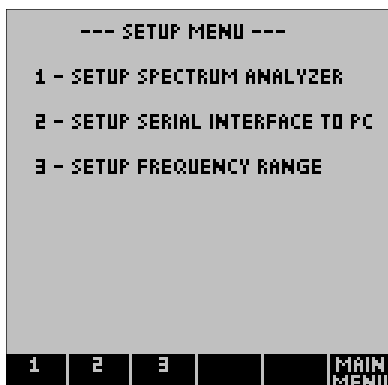 --- SETUP MENU ---
1 - SETUP SPECTRUM ANALYZER
2 - SETUP SERIAL INTERFACE TO PC
3 - SETUP FREQUENCY RANGE
1 2 3 MAIN
MENU